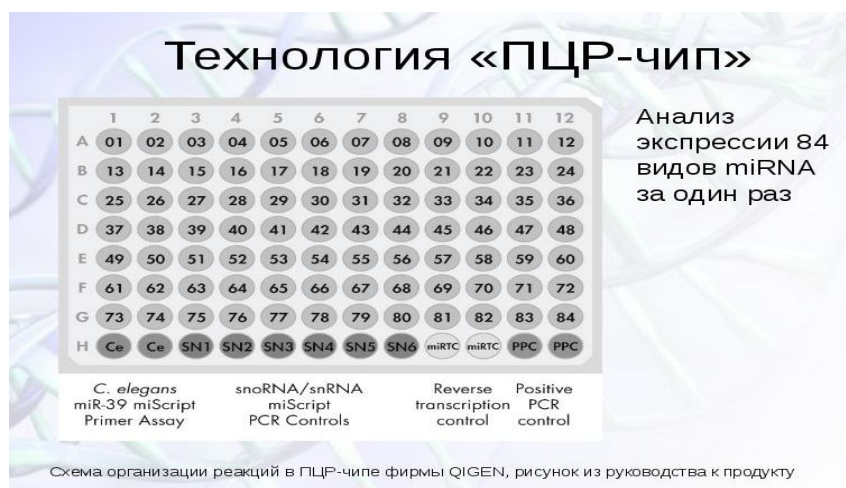 Технология «ПЦР-чип»
1 2 3 4 5 6 7 8 9 10 11 12
A 01 02 03 04 05 06 07 08 09 10 11 12
B 13 14 15 16 17 18 19 20 21 22 23 24
C 25 26 27 28 29 30 31 32 33 34 35 36
D 37 38 39 40 41 42 43 44 45 46 47 48
E 49 50 51 52 53 54 55 56 57 58 59 60
F 61 62 63 64 65 66 67 68 69 70 71 72
G 73 74 75 76 77 78 79 80 81 82 83 84
H Ce Ce SN1 SN2 SN3 SN4 SN5 SN6 miRTC miRTC PPC PPC
C. elegans
miR-39 miScript
Primer Assay
snoRNA/snRNA
miScript
PCR Controls
Reverse
transcription
control
Positive
PCR
control
Анализ
экспрессии 84
видов miRNA
за один раз
Схема организации реакций в ПЦР-чипе фирмы QIGEN, рисунок из руководства к продукту